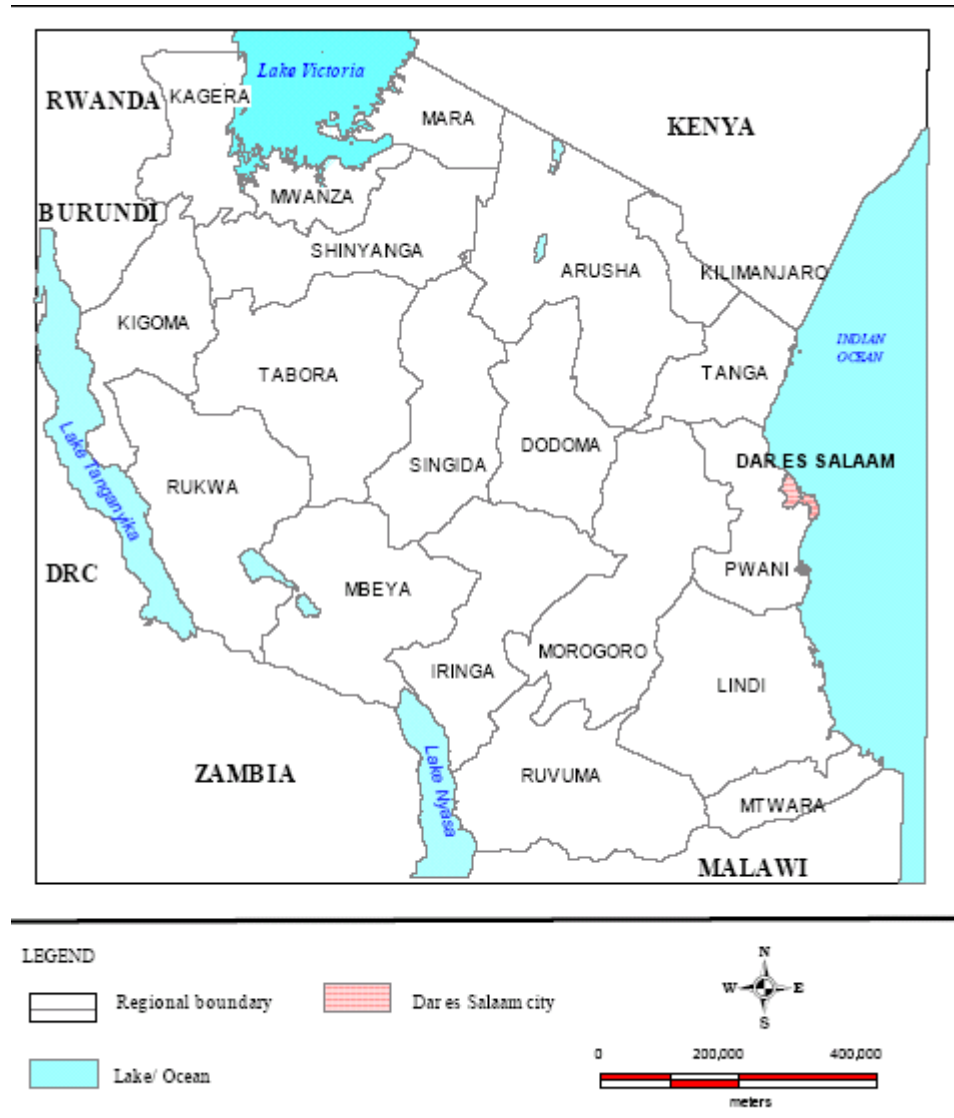 Lake Victoria
RWANDA
KAGERA
MARA
KENYA
MWANZA
BURUNDI
SHINYANGA
ARUSHA
KILIMANJARO
KIGOMA
INDIAN
OCEAN
TABORA
TANGA
DODOMA
Lake Tanganyika
SINGIDA
DAR ES SALAAM
RUKWA
DRC
MBEYA
PWANI
IRINGA
MOROGORO
LINDI
ZAMBIA
Lake Nyasa
RUVUMA
MTWARA
MALAWI
LEGEND
Regional boundary
Dar es Salaam city
Lake/ Ocean
N
W E
S
0 200,000 400,000
meters